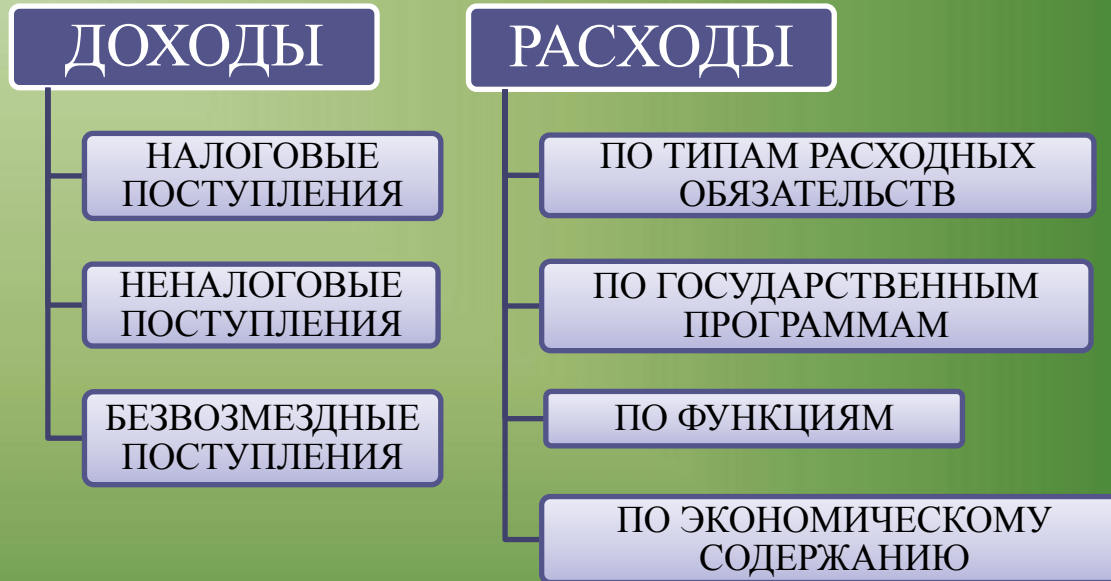 ДОХОДЫ
НАЛОГОВЫЕ
ПОСТУПЛЕНИЯ
НЕНАЛОГОВЫЕ
ПОСТУПЛЕНИЯ
БЕЗВОЗМЕЗДНЫЕ
ПОСТУПЛЕНИЯ
РАСХОДЫ
ПО ТИПАМ РАСХОДНЫХ
ОБЯЗАТЕЛЬСТВ
ПО ГОСУДАРСТВЕННЫМ
ПРОГРАММАМ
ПО ФУНКЦИЯМ
ПО ЭКОНОМИЧЕСКОМУ
СОДЕРЖАНИЮ